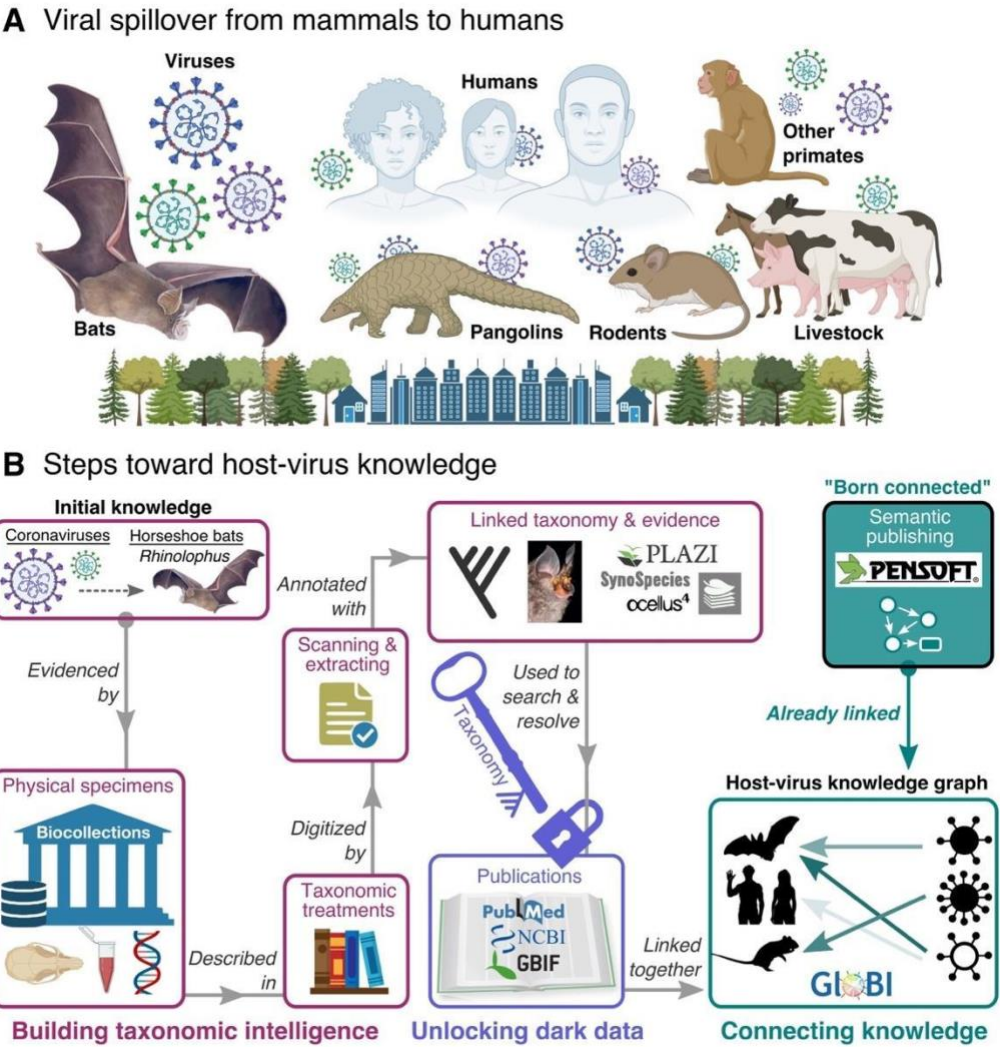 A Viral spillover from mammals to humans
Viruses
Humans
Other
primates
Bats
Pangolins
Rodents
Livestock
B Steps toward host-virus knowledge
Initial knowledge
Coronaviruses
Horseshoe bats
Rhinolophus
Evidenced
by
Physical specimens
Biocollections
Described
in
Taxonomic
treatments
Digitized
by
Scanning &
extracting
Annotated
with
Linked taxonomy & evidence
PLAZI
SynoSpecies
ocellus4
Used to
search &
resolve
Taxonomy
Publications
PubMed
NCBI
GBIF
Linked
together
"Born connected"
Semantic
publishing
PENSOFT®
Already linked
Host-virus knowledge graph
GloBI
Building taxonomic intelligence
Unlocking dark data
Connecting knowledge